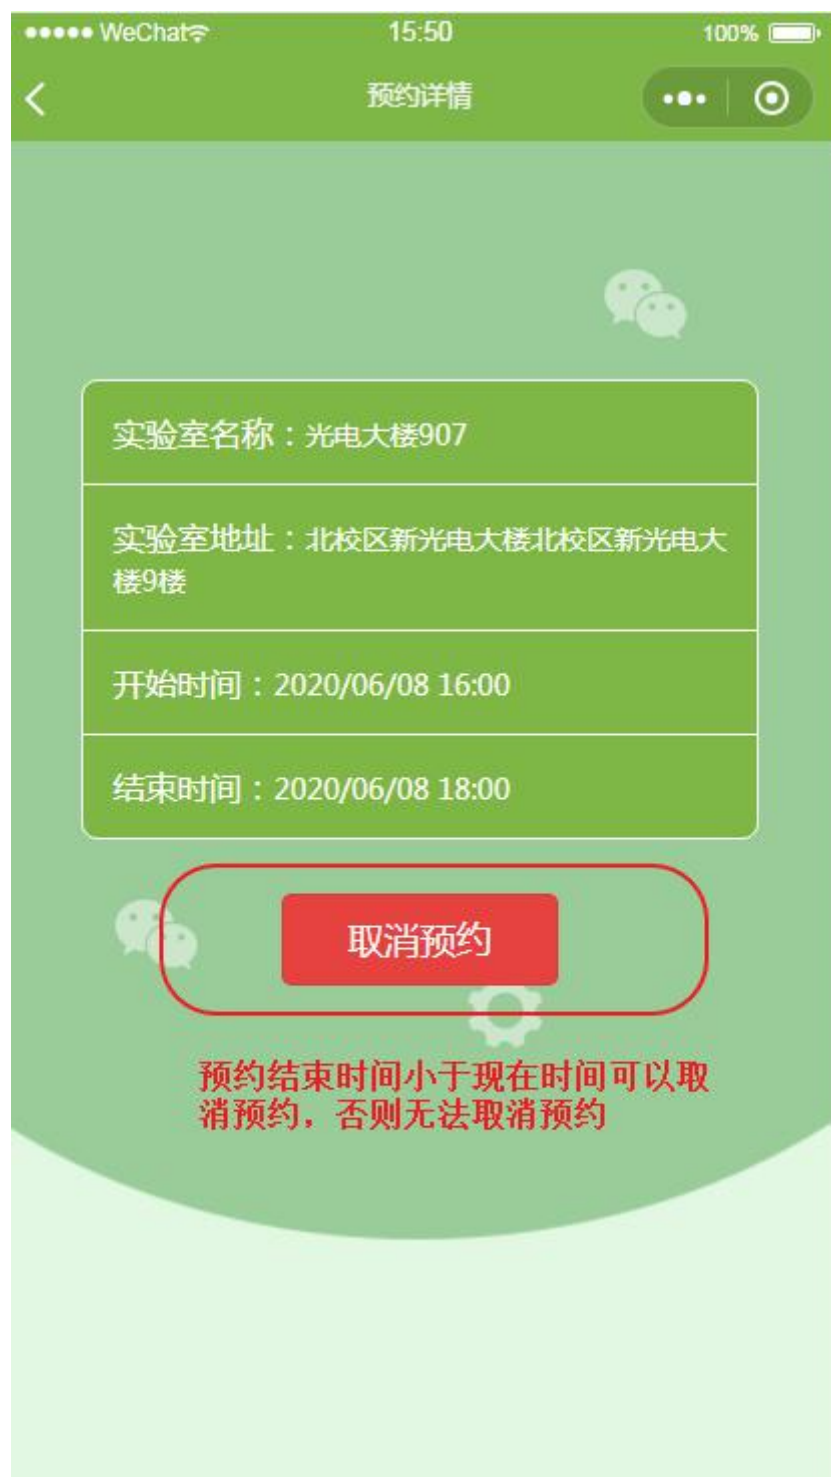 WeChat 15:50 100%
预约详情
实验室名称：光电大楼907
实验室地址：北校区新光电大楼北校区新光电大
楼9楼
开始时间：2020/06/08 16:00
结束时间：2020/06/08 18:00
取消预约
预约结束时间小于现在时间可以取
消预约，否则无法取消预约